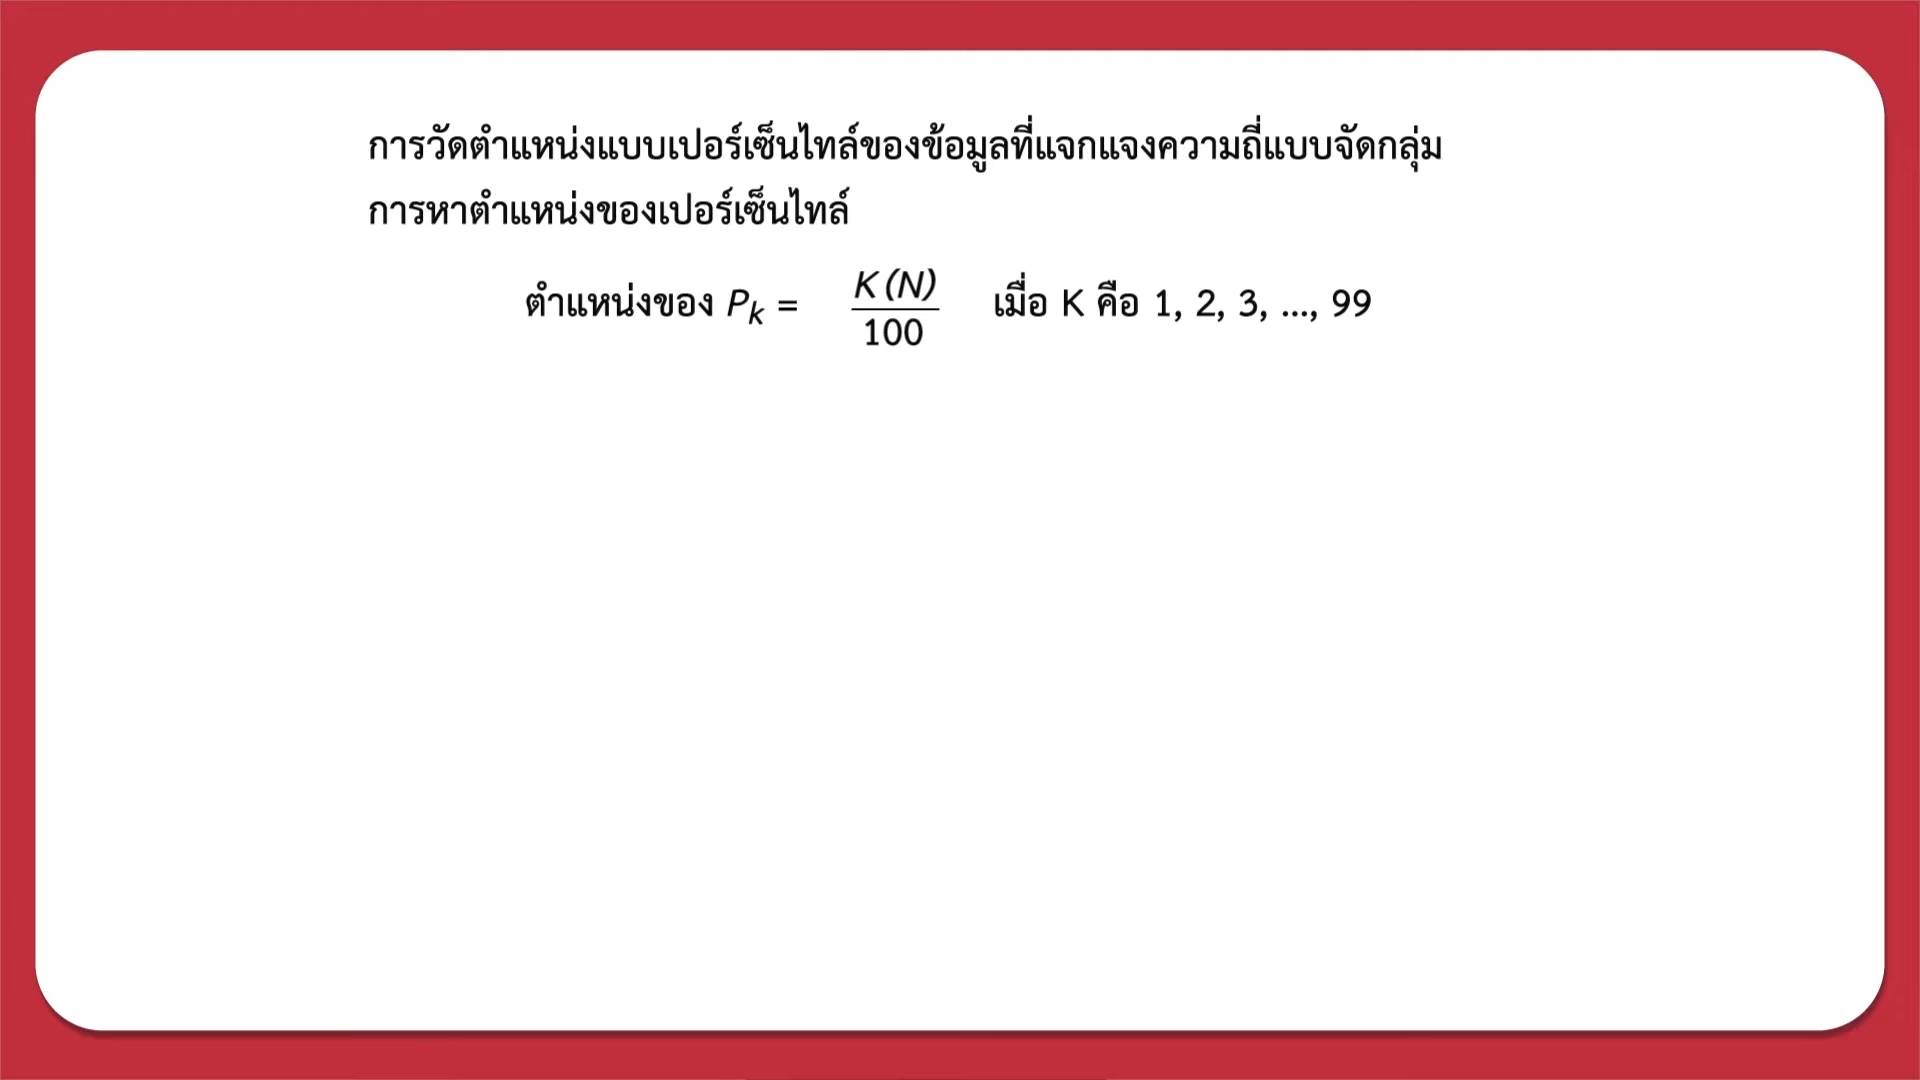 การวัดตำแหน่งแบบเปอร์เซ็นไทล์ของข้อมูลที่แจกแจงความถี่แบบจัดกลุ่ม
การหาตำแหน่งของเปอร์เซ็นไทล์
ตำแหน่งของ Pₖ = K(N)/100 เมื่อ K คือ 1, 2, 3, ..., 99